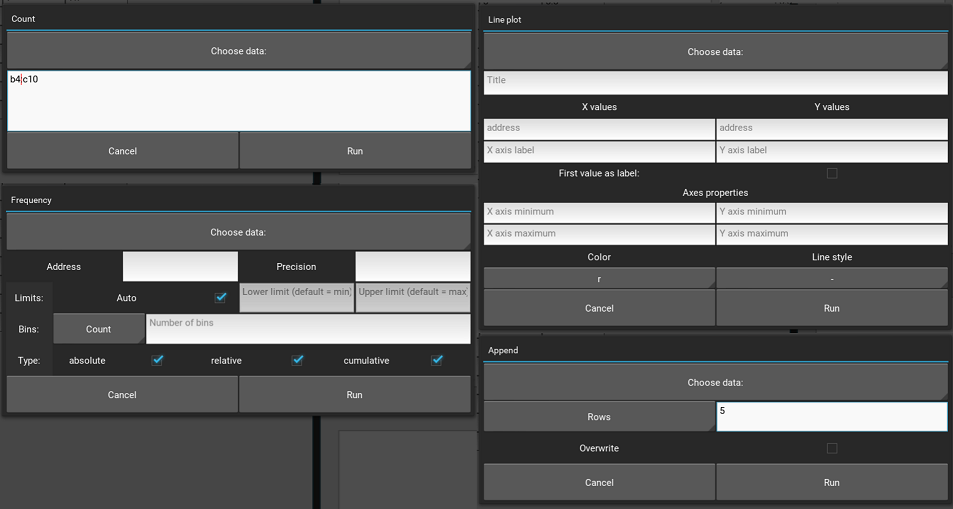 Count
Choose data:
b4:c10
Cancel Run
Frequency
Choose data:
Address Precision
Limits: Auto Lower limit (default = min) Upper limit (default = max)
Bins: Count Number of bins
Type: absolute relative cumulative
Cancel Run
Line plot
Choose data:
Title
X values Y values
address address
X axis label Y axis label
First value as label:
Axes properties
X axis minimum Y axis minimum
X axis maximum Y axis maximum
Color Line style
r -
Cancel Run
Append
Choose data:
Rows 5
Overwrite
Cancel Run